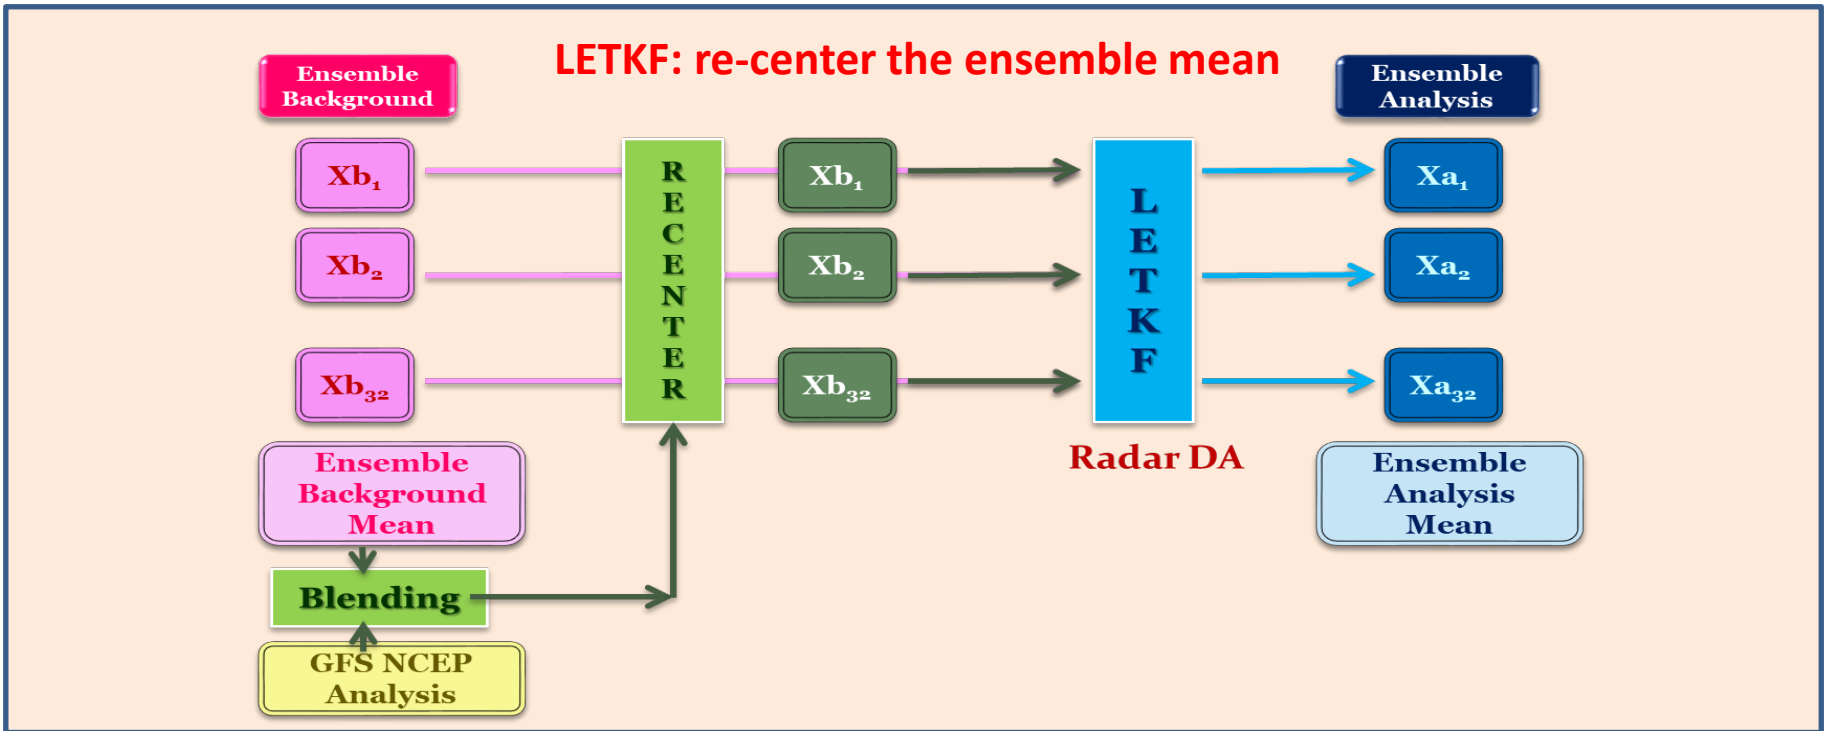 LETKF: re-center the ensemble mean
Ensemble
Background
Ensemble
Analysis
Xb₁
Xb₂
Xb₃₂
R
E
C
E
N
T
E
R
Xb₁
Xb₂
Xb₃₂
L
E
T
K
F
Xa₁
Xa₂
Xa₃₂
Ensemble
Background
Mean
Radar DA
Ensemble
Analysis
Mean
Blending
GFS NCEP
Analysis